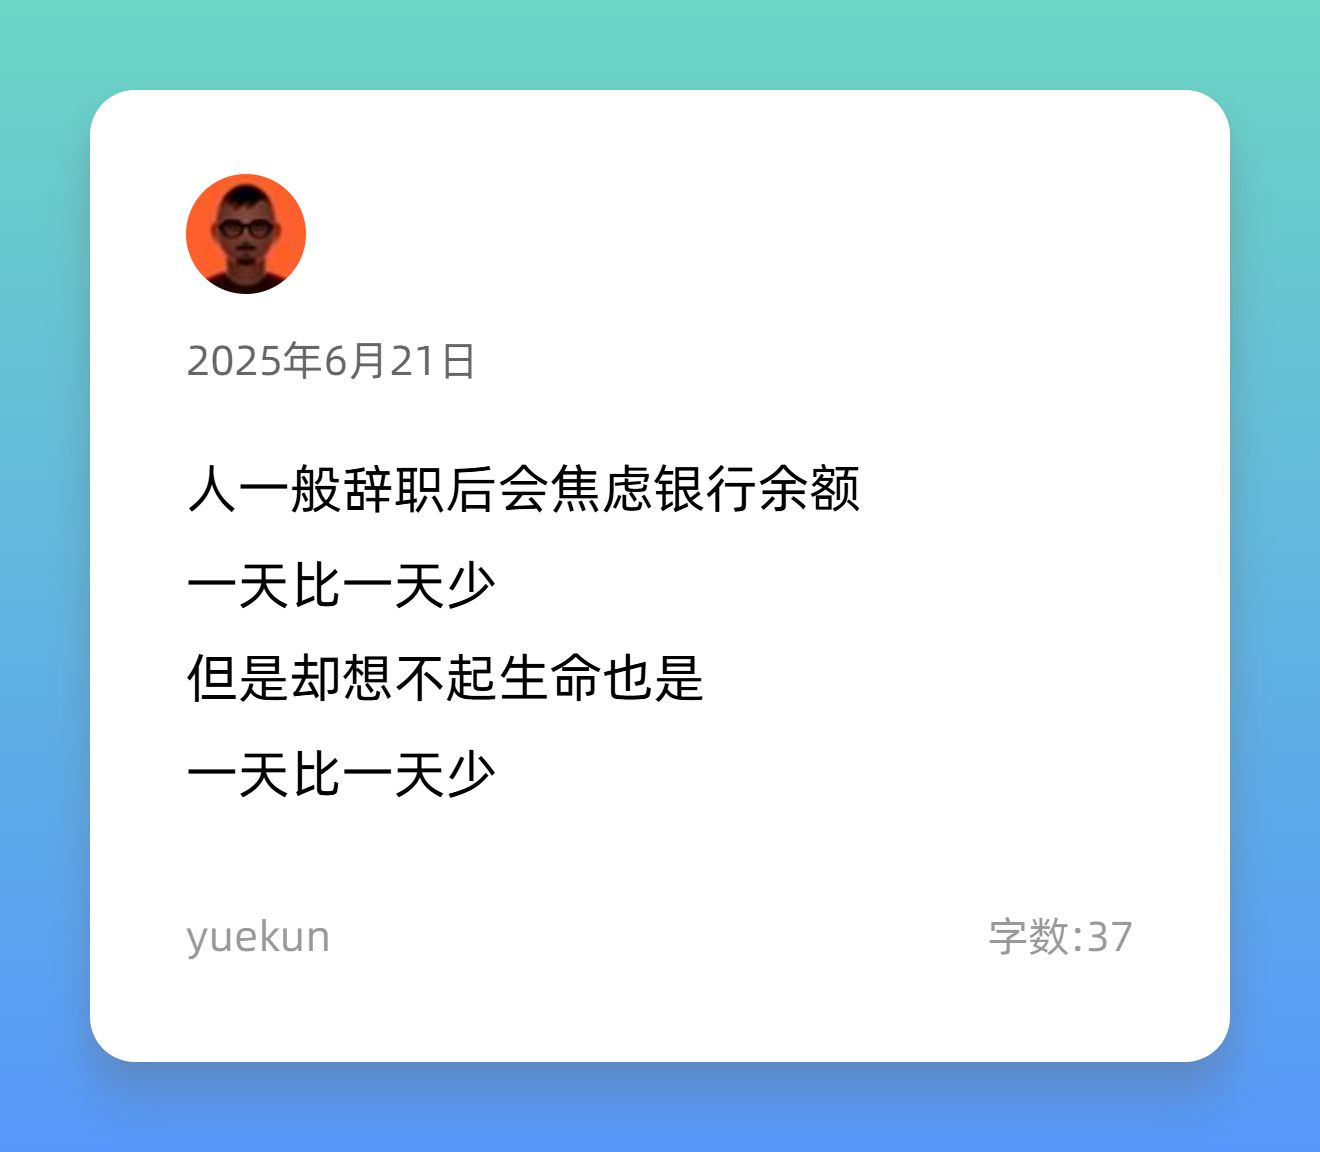 2025年6月21日
人一般辞职后会焦虑银行余额
一天比一天少
但是却想不起生命也是
一天比一天少
yuekun
字数:37